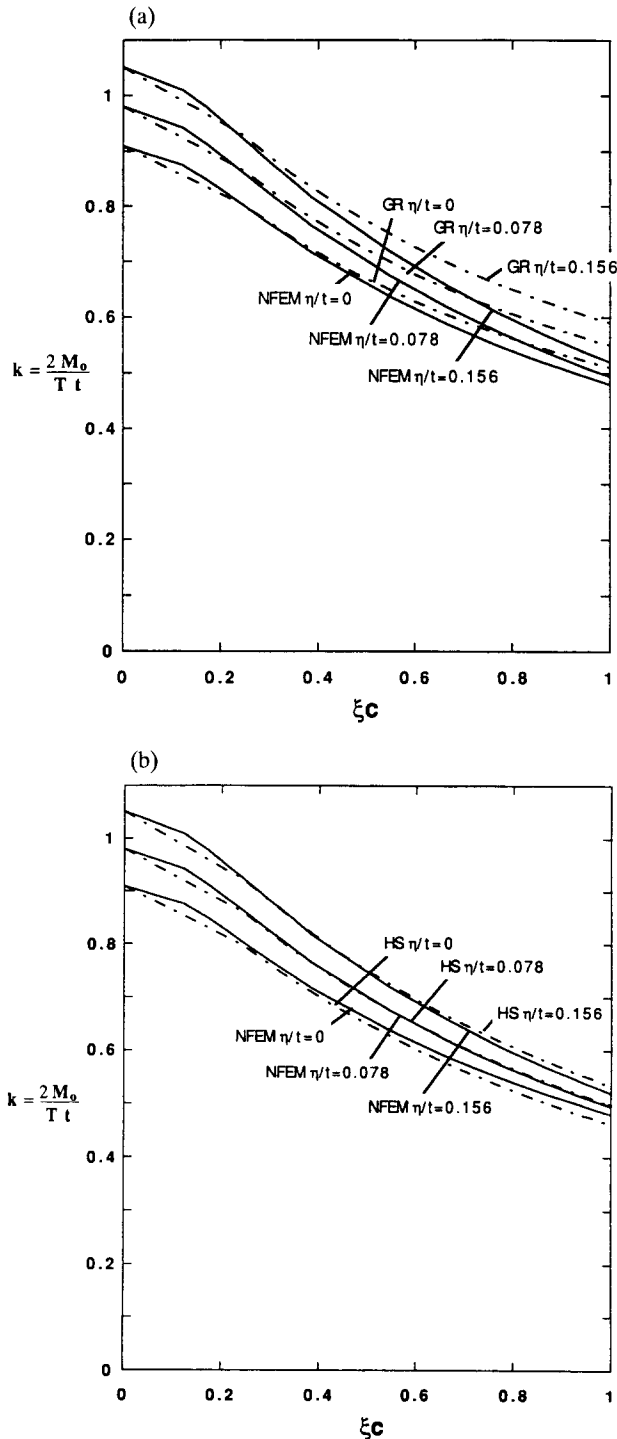 (a)
1
0.8
0.6
0.4
0.2
0
k = 2 M₀ / T t
GR η/t=0
GR η/t=0.078
GR η/t=0.156
NFEM η/t=0
NFEM η/t=0.078
NFEM η/t=0.156
0 0.2 0.4 0.6 0.8 1
ξc
(b)
1
0.8
0.6
0.4
0.2
0
k = 2 M₀ / T t
HS η/t=0
HS η/t=0.078
HS η/t=0.156
NFEM η/t=0
NFEM η/t=0.078
NFEM η/t=0.156
0 0.2 0.4 0.6 0.8 1
ξc